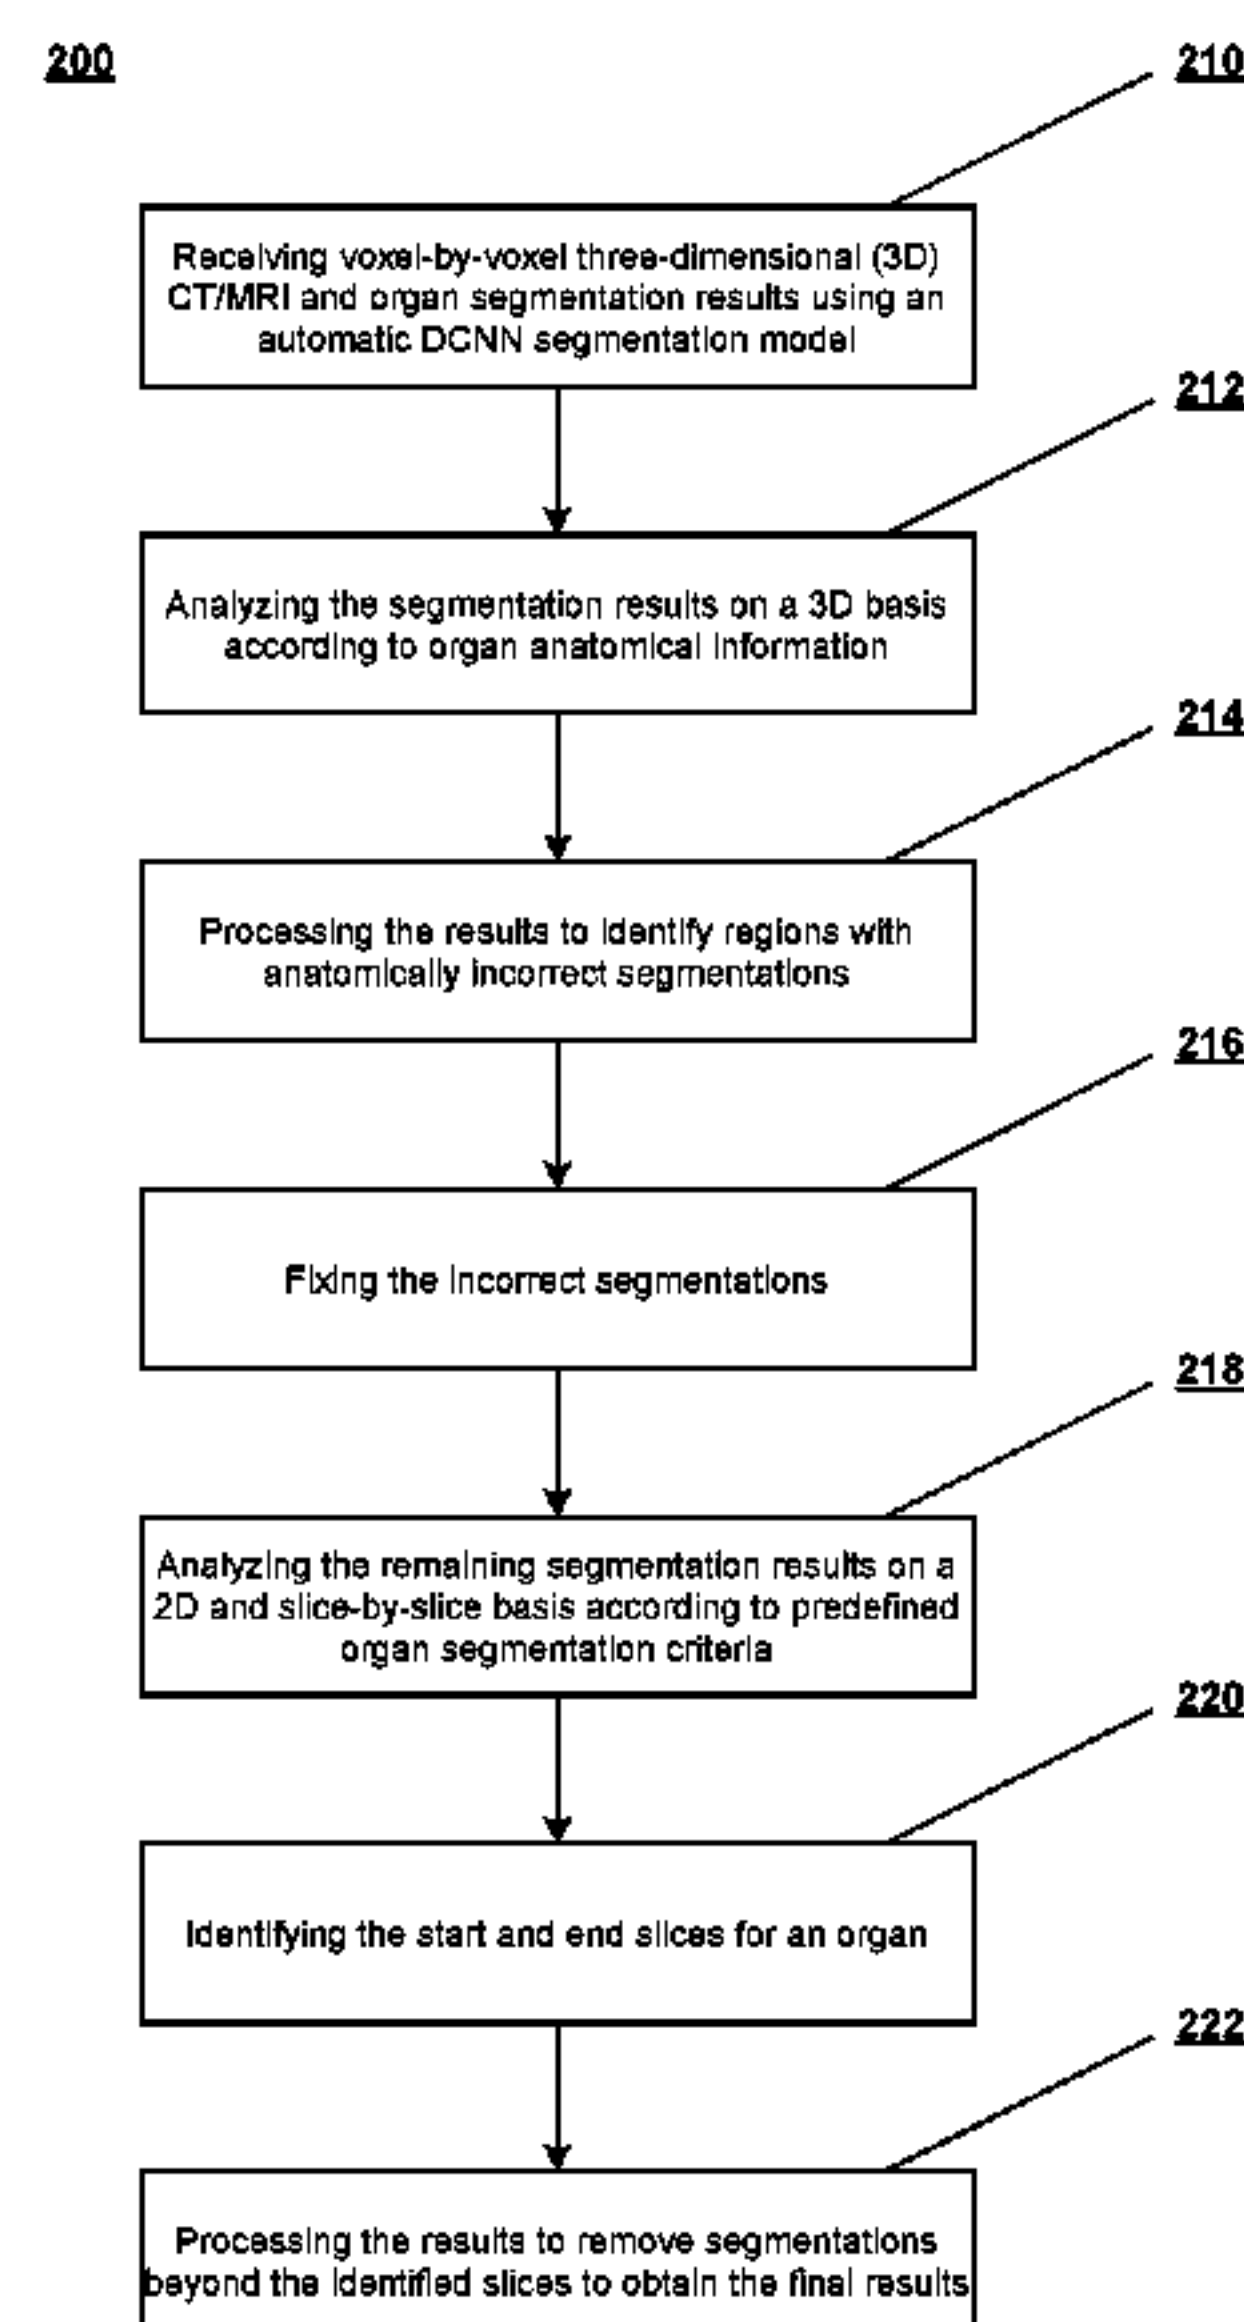 200
210
Receiving voxel-by-voxel three-dimensional (3D)
CT/MRI and organ segmentation results using an
automatic DCNN segmentation model
212
Analyzing the segmentation results on a 3D basis
according to organ anatomical information
214
Processing the results to identify regions with
anatomically incorrect segmentations
216
Fixing the incorrect segmentations
218
Analyzing the remaining segmentation results on a
2D and slice-by-slice basis according to predefined
organ segmentation criteria
220
Identifying the start and end slices for an organ
222
Processing the results to remove segmentations
beyond the identified slices to obtain the final results